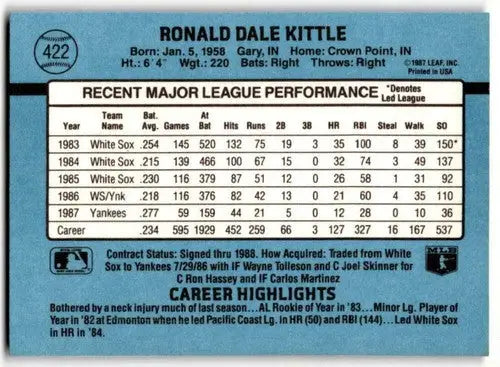 422
RONALD DALE KITTLE
Born: Jan. 5, 1958 Gary, IN Home: Crown Point, IN
Ht.: 6'4" Wgt.: 220 Bats: Right Throws: Right
©1987 LEAF, INC.
Printed in USA
RECENT MAJOR LEAGUE PERFORMANCE *Denotes Led League
Year Team Name Bat. Avg. Games At Bat Hits Runs 2B 3B HR RBI Steal Walk SO
1983 White Sox .254 145 520 132 75 19 3 35 100 8 39 150*
1984 White Sox .215 139 466 100 67 15 0 32 74 3 49 137
1985 White Sox .230 116 379 87 51 12 0 26 58 1 31 92
1986 WS/Ynk .218 116 376 82 42 13 0 21 60 4 35 110
1987 Yankees .277 59 159 44 21 5 0 12 28 0 10 36
Career .234 595 1929 452 259 66 3 127 327 16 167 537
Contract Status: Signed thru 1988. How Acquired: Traded from White
Sox to Yankees 7/29/86 with IF Wayne Tolleson and C Joel Skinner for
C Ron Hassey and IF Carlos Martinez
MLB
CAREER HIGHLIGHTS
Bothered by a neck injury much of last season... AL Rookie of Year in '83... Minor Lg. Player of
Year in '82 at Edmonton when he led Pacific Coast Lg. in HR (50) and RBI (144)... Led White Sox
in HR in '84.